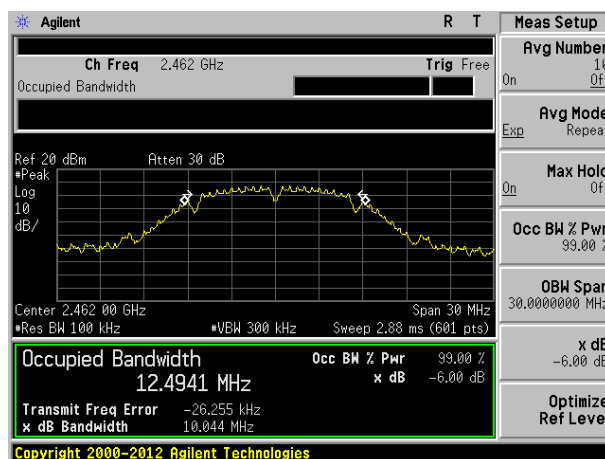 Agilent R T Meas Setup
Ch Freq 2.462 GHz Trig Free
Occupied Bandwidth
Avg Number
On
Avg Mode
Exp
Max Hold
On
Occ BW % Pwr
99.00 %
OBW Span
30.0000000 MHz
x dB
-6.00 dB
Optimize
Ref Level
Ref 20 dBm Atten 30 dB
#Peak
Log
10
dB/
Center 2.462 00 GHz Span 30 MHz
#Res BW 100 kHz #VBW 300 kHz Sweep 2.88 ms (601 pts)
Occupied Bandwidth Occ BW % Pwr 99.00 %
12.4941 MHz x dB -6.00 dB
Transmit Freq Error -26.255 kHz
x dB Bandwidth 10.044 MHz
Copyright 2000-2012 Agilent Technologies